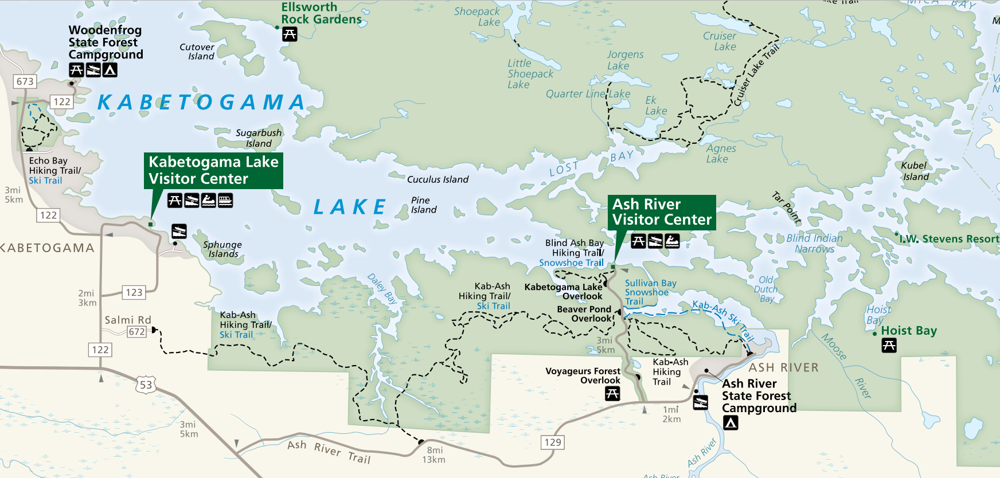 Ellsworth
Rock Gardens
Shoepack
Lake
Lake Trail
MICA BAY
Woodenfrog
State Forest
Campground
Cutover
Island
Cruiser
Lake
Jorgens
Lake
Little
Shoepack
Lake
Cruiser Lake Trail
673
122
KABETOGAMA
Quarter Line Lake
Ek
Lake
Sugarbush
Island
Agnes
Lake
Echo Bay
Hiking Trail/
Ski Trail
Kabetogama Lake
Visitor Center
LOST BAY
Kubel
Island
3mi
5km
Cuculus Island
LAKE
Pine
Island
Ash River
Visitor Center
Tar Point
122
I.W. Stevens Resort
Blind Indian
Narrows
KABETOGAMA
Sphunge
Islands
Blind Ash Bay
Hiking Trail/
Snowshoe Trail
Daley Bay
Kab-Ash
Hiking Trail/
Ski Trail
Kabetogama Lake
Overlook
Sullivan Bay
Snowshoe
Trail
Old
Dutch
Bay
2mi
3km
123
Beaver Pond
Overlook
Kab-Ash Ski Trail
Hoist
Bay
Salmi Rd
672
Kab-Ash
Hiking Trail/
Ski Trail
Hoist Bay
3mi
5km
122
Moose
River
Kab-Ash
Hiking
Trail
ASH RIVER
Voyageurs Forest
Overlook
53
Ash River
State Forest
Campground
1mi
2km
3mi
5km
129
Ash River Trail
8mi
13km
Ash River
Ash River